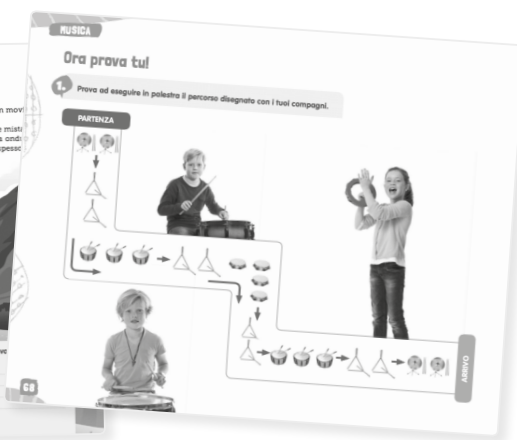 MUSICA
Ora prova tu!
1. Prova ad eseguire in palestra il percorso disegnato con i tuoi compagni.
PARTENZA
ARRIVO
68